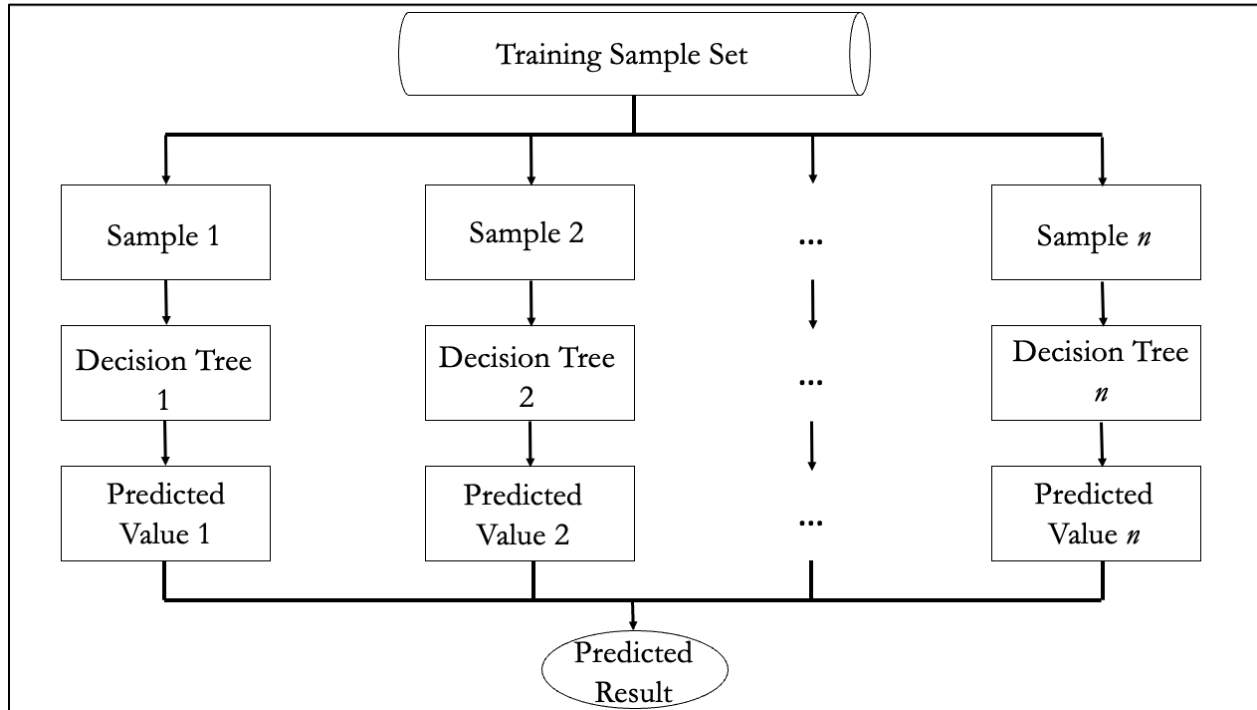 Training Sample Set
Sample 1
Sample 2
...
Sample n
Decision Tree
1
Decision Tree
2
...
Decision Tree
n
Predicted
Value 1
Predicted
Value 2
...
Predicted
Value n
Predicted
Result